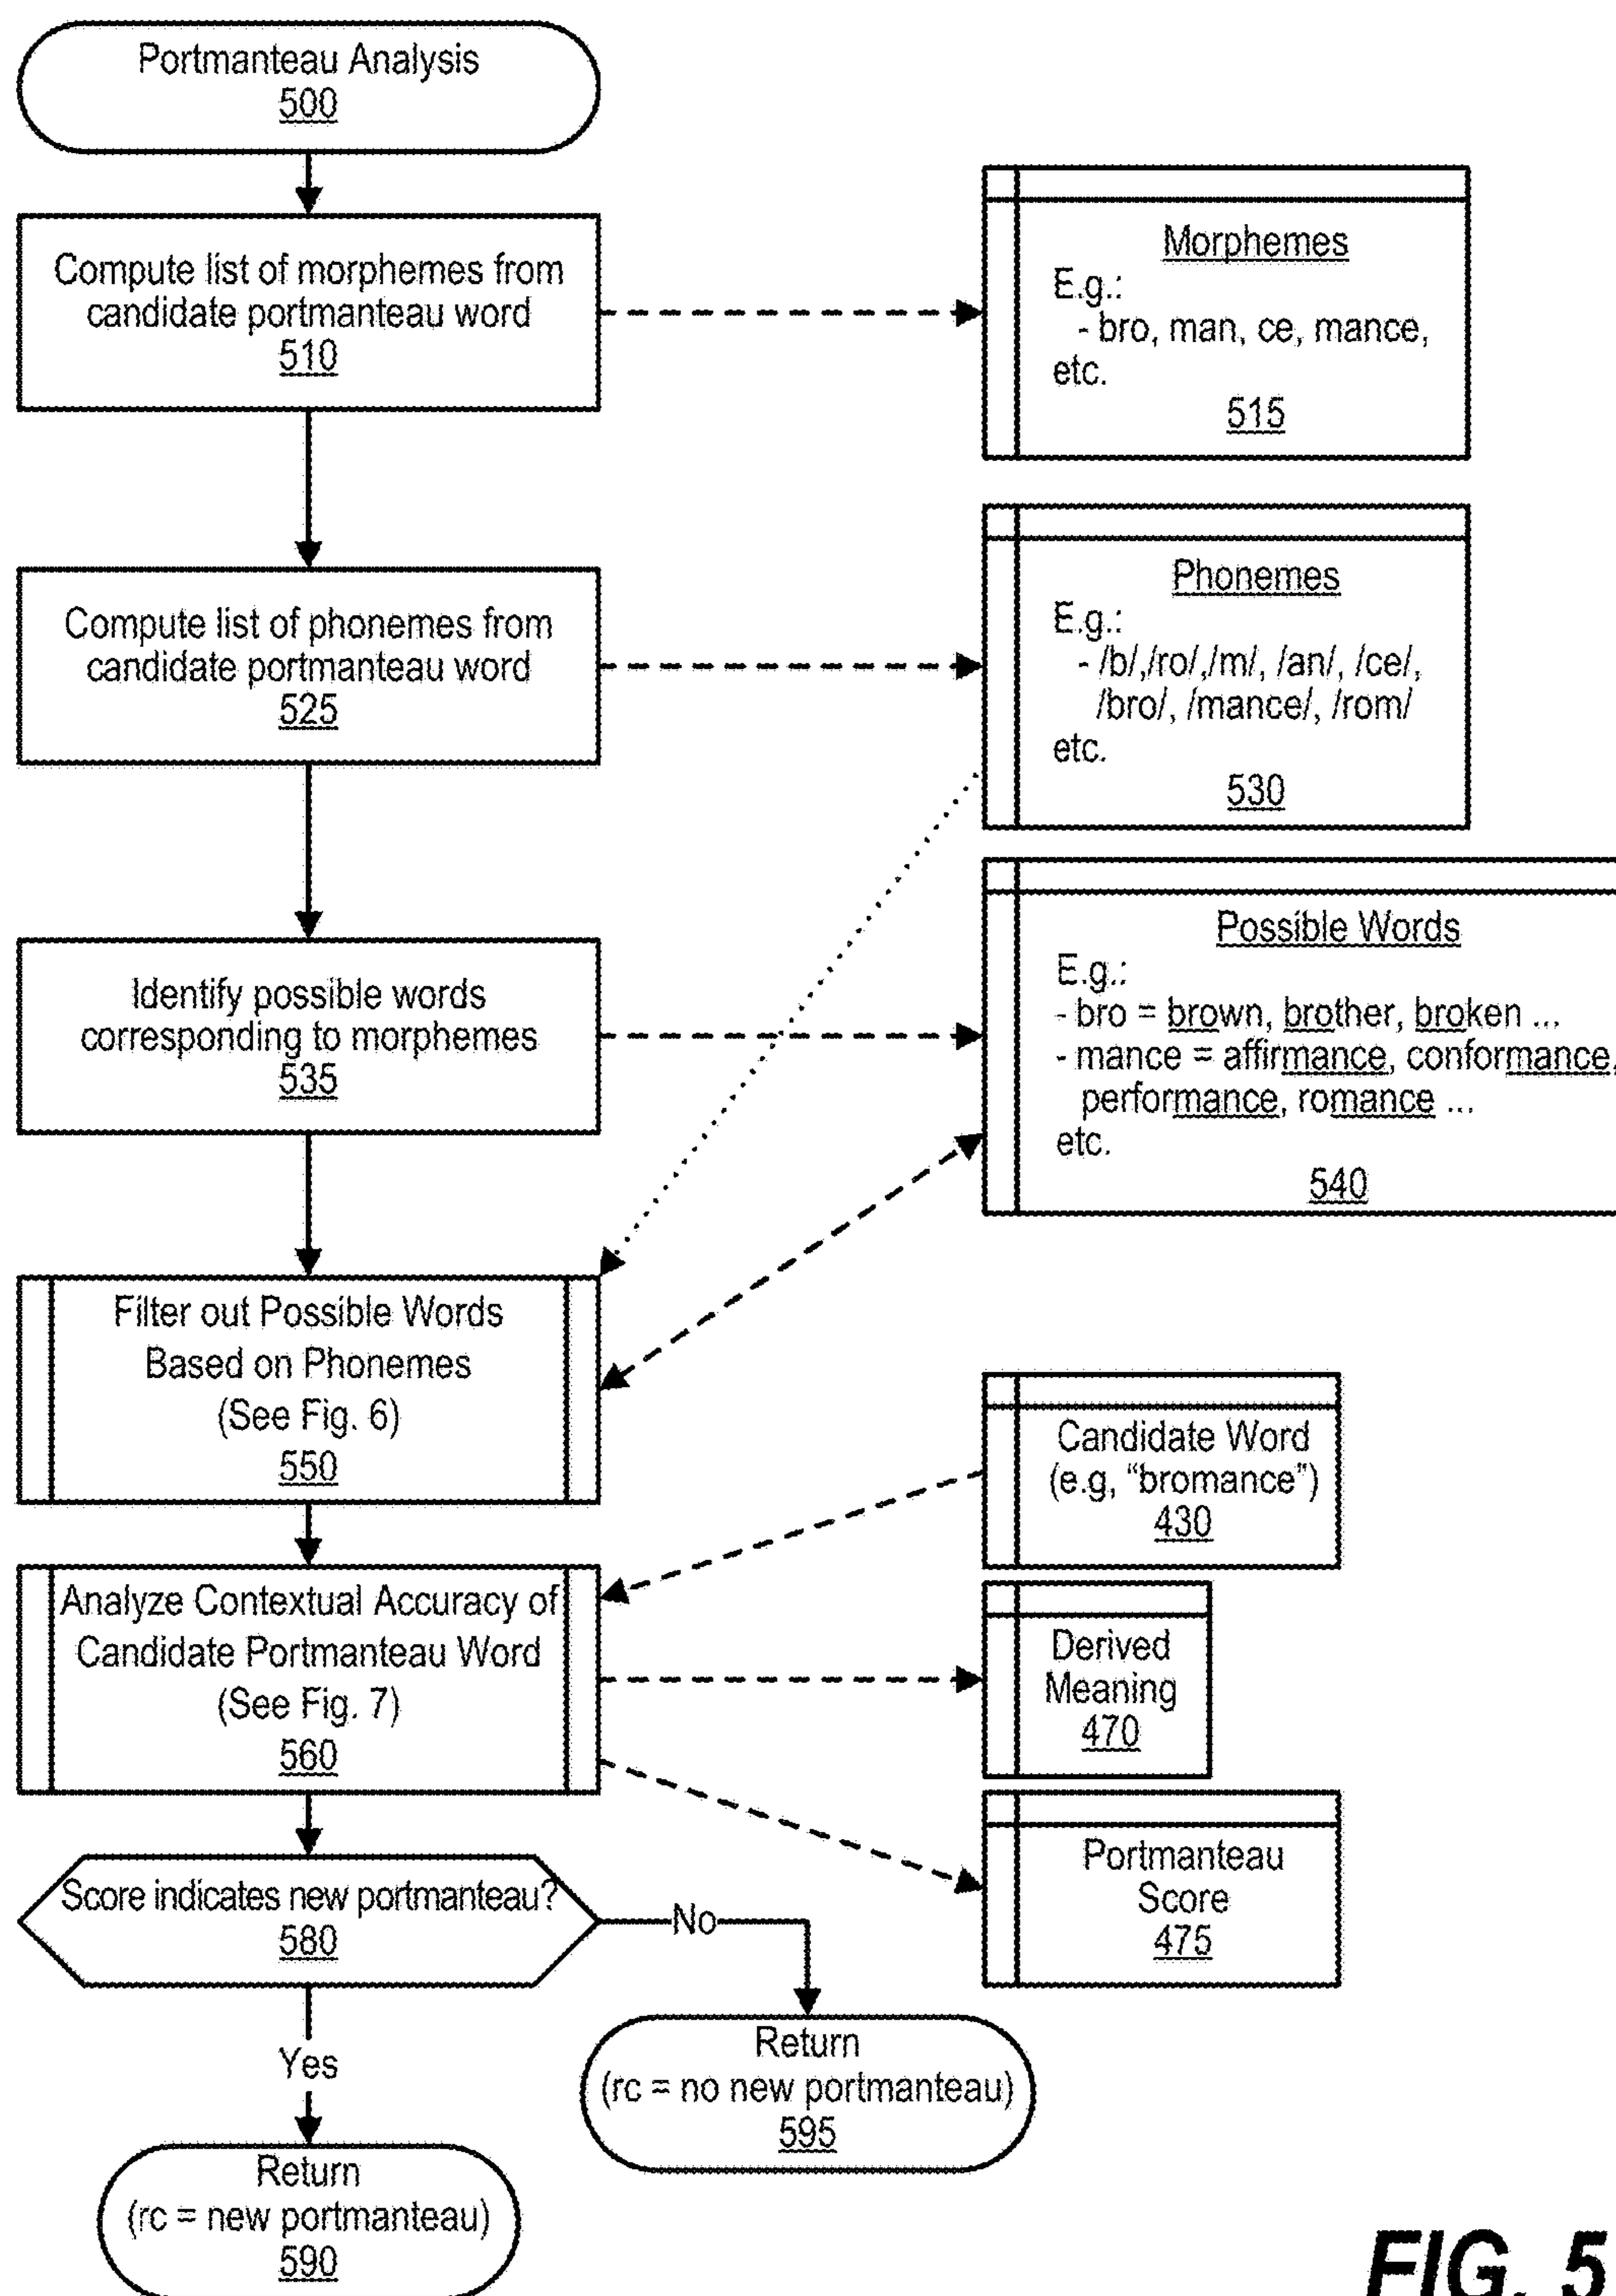 Portmanteau Analysis
500
Compute list of morphemes from
candidate portmanteau word
510
Morphemes
E.g.:
- bro, man, ce, mance,
etc.
515
Compute list of phonemes from
candidate portmanteau word
525
Phonemes
E.g.:
- /b/,/ro/,/m/, /an/, /ce/,
/bro/, /mance/, /rom/
etc.
530
Identify possible words
corresponding to morphemes
535
Possible Words
E.g.:
- bro = brown, brother, broken ...
- mance = affirmance, conformance,
performance, romance ...
etc.
540
Filter out Possible Words
Based on Phonemes
(See Fig. 6)
550
Candidate Word
(e.g, “bromance”)
430
Analyze Contextual Accuracy of
Candidate Portmanteau Word
(See Fig. 7)
560
Derived
Meaning
470
Portmanteau
Score
475
Score indicates new portmanteau?
580
No
Yes
Return
(rc = no new portmanteau)
595
Return
(rc = new portmanteau)
590
FIG. 5